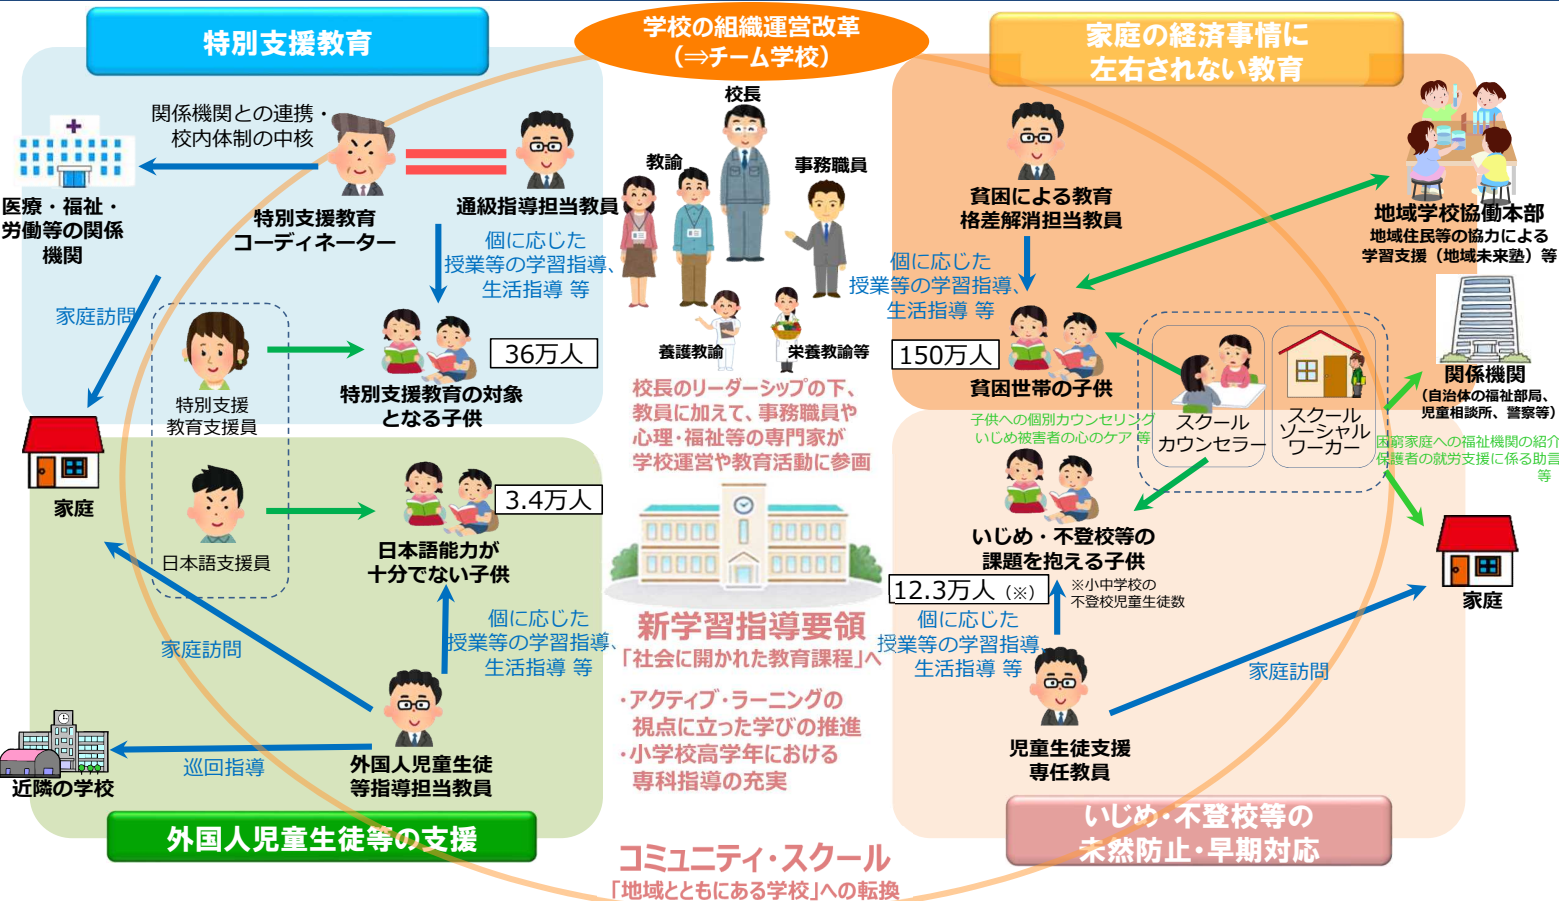 特別支援教育
関係機関との連携・
校内体制の中核
医療・福祉・
労働等の関係
機関
特別支援教育
コーディネーター
通級指導担当教員
個に応じた
授業等の学習指導、
生活指導 等
家庭訪問
特別支援
教育支援員
36万人
特別支援教育の対象
となる子供
家庭
日本語支援員
3.4万人
日本語能力が
十分でない子供
家庭訪問
個に応じた
授業等の学習指導、
生活指導 等
巡回指導
近隣の学校
外国人児童生徒
等指導担当教員
外国人児童生徒等の支援
学校の組織運営改革
(⇒チーム学校)
校長
教諭
事務職員
養護教諭
栄養教諭等
校長のリーダーシップの下、
教員に加えて、事務職員や
心理・福祉等の専門家が
学校運営や教育活動に参画
新学習指導要領
「社会に開かれた教育課程」へ
・アクティブ・ラーニングの
視点に立った学びの推進
・小学校高学年における
専科指導の充実
コミュニティ・スクール
「地域とともにある学校」への転換
家庭の経済事情に
左右されない教育
貧困による教育
格差解消担当教員
個に応じた
授業等の学習指導、
生活指導 等
地域学校協働本部
地域住民等の協力による
学習支援（地域未来塾）等
150万人
貧困世帯の子供
子供への個別カウンセリング
いじめ被害者の心のケア 等
スクール
カウンセラー
スクール
ソーシャル
ワーカー
関係機関
（自治体の福祉部局、
児童相談所、警察等）
困窮家庭への福祉機関の紹介
保護者の就労支援に係る助言
等
いじめ・不登校等の
課題を抱える子供
12.3万人（※）
※小中学校の
不登校児童生徒数
個に応じた
授業等の学習指導、
生活指導 等
家庭
家庭訪問
児童生徒支援
専任教員
いじめ・不登校等の
未然防止・早期対応